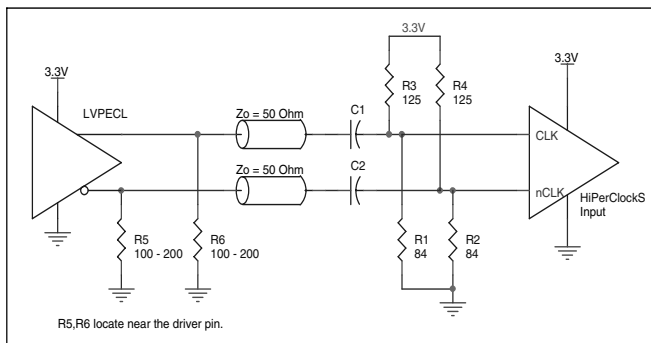 3.3V
3.3V
3.3V
LVPECL
Zo = 50 Ohm
C1
R3
125
R4
125
CLK
Zo = 50 Ohm
C2
nCLK
HiPerClockS
Input
R5
100 - 200
R6
100 - 200
R1
84
R2
84
R5,R6 locate near the driver pin.